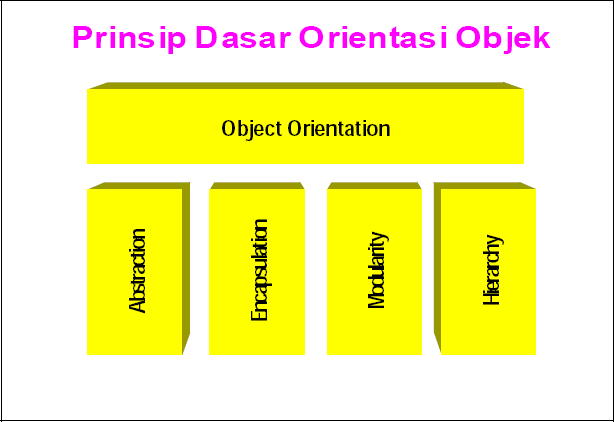 Prinsip Dasar Orientasi Objek
Object Orientation
Abstraction
Encapsulation
Modularity
Hierarchy